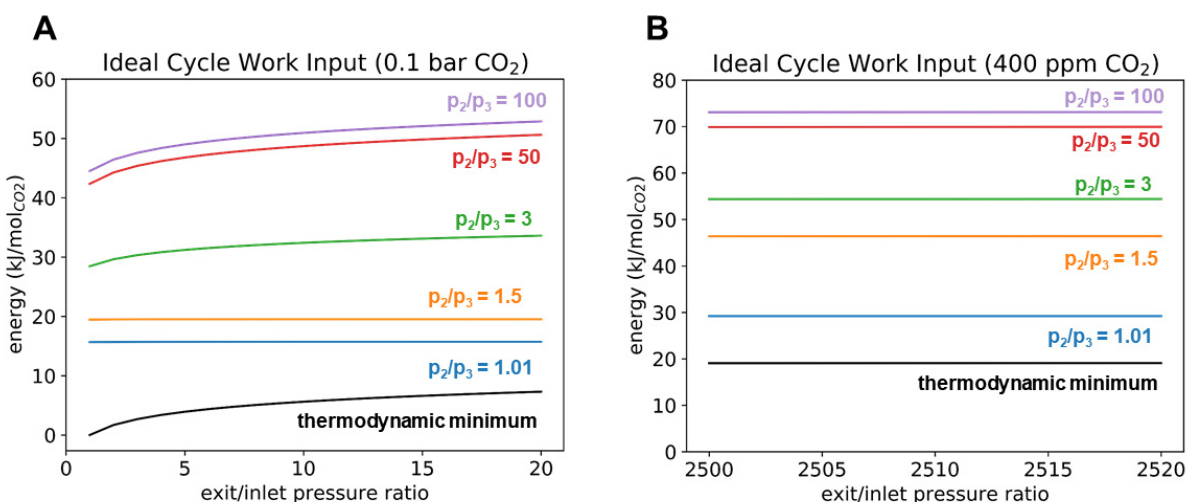 A
Ideal Cycle Work Input (0.1 bar CO₂)
60
50
40
30
20
10
0
energy (kJ/mol_CO2)
p₂/p₃ = 100
p₂/p₃ = 50
p₂/p₃ = 3
p₂/p₃ = 1.5
p₂/p₃ = 1.01
thermodynamic minimum
0 5 10 15 20
exit/inlet pressure ratio
B
Ideal Cycle Work Input (400 ppm CO₂)
80
70
60
50
40
30
20
10
0
energy (kJ/mol_CO2)
p₂/p₃ = 100
p₂/p₃ = 50
p₂/p₃ = 3
p₂/p₃ = 1.5
p₂/p₃ = 1.01
thermodynamic minimum
2500 2505 2510 2515 2520
exit/inlet pressure ratio